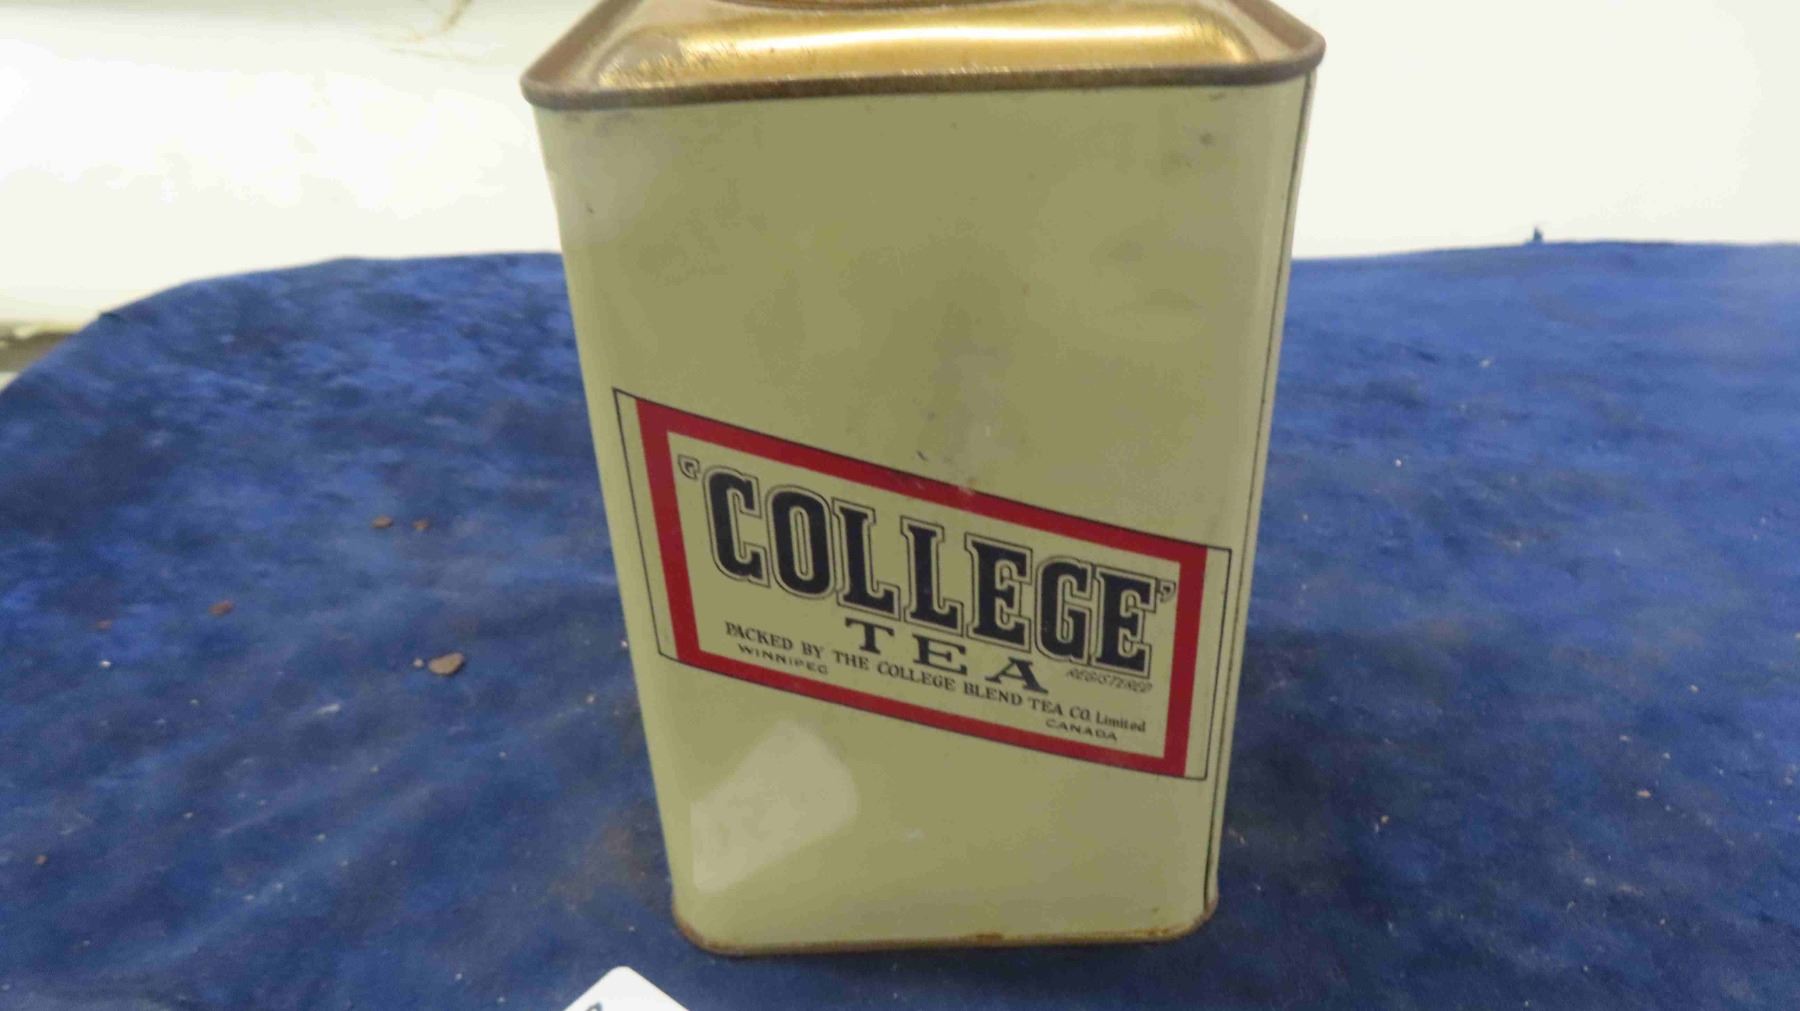 'COLLEGE'
TEA
REGISTERED
PACKED BY THE COLLEGE BLEND TEA CO. Limited
WINNIPEG CANADA